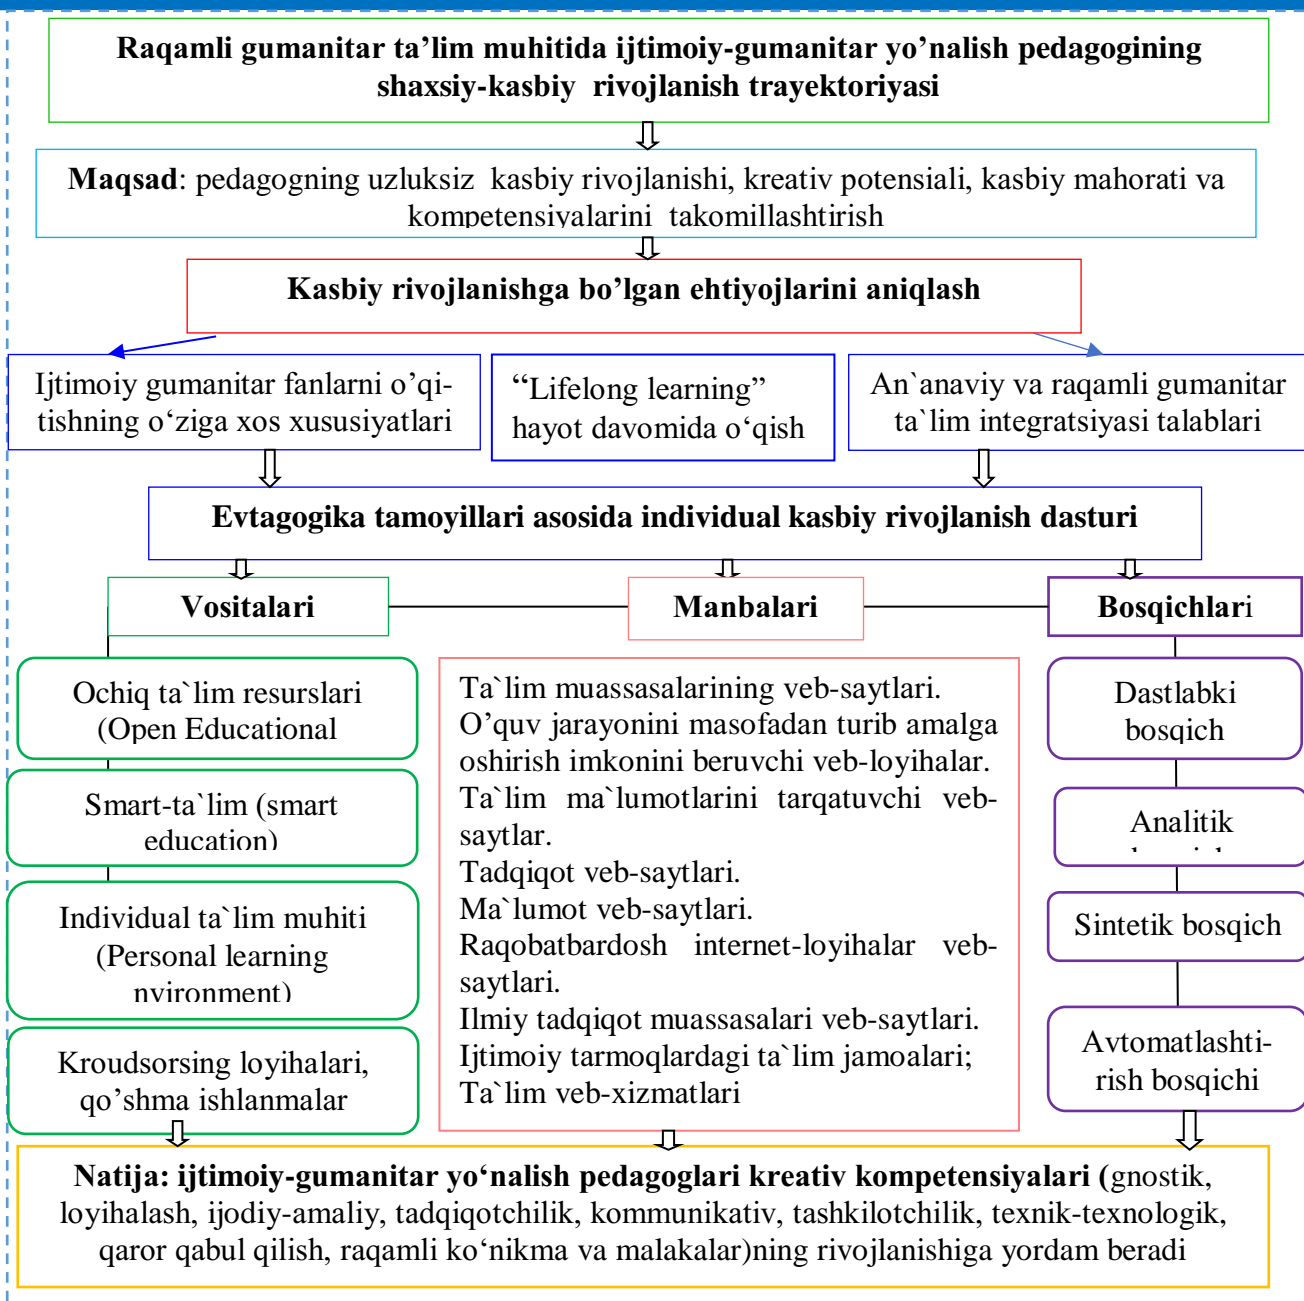 Raqamli gumanitar ta’lim muhitida ijtimoiy-gumanitar yo’nalish pedagogining
shaxsiy-kasbiy rivojlanish trayektoriyasi
Maqsad: pedagogning uzluksiz kasbiy rivojlanishi, kreativ potensiali, kasbiy mahorati va
kompetensiyalarini takomillashtirish
Kasbiy rivojlanishga bo’lgan ehtiyojlarini aniqlash
Ijtimoiy gumanitar fanlarni o’qi-
tishning o‘ziga xos xususiyatlari
“Lifelong learning”
hayot davomida o‘qish
An`anaviy va raqamli gumanitar
ta`lim integratsiyasi talablari
Evtagogika tamoyillari asosida individual kasbiy rivojlanish dasturi
Vositalari
Manbalari
Bosqichlari
Ochiq ta`lim resurslari
(Open Educational
Smart-ta`lim (smart
education)
Individual ta`lim muhiti
(Personal learning
nvironment)
Kroudsorsing loyihalari,
qo’shma ishlanmalar
Ta`lim muassasalarining veb-saytlari.
O’quv jarayonini masofadan turib amalga
oshirish imkonini beruvchi veb-loyihalar.
Ta`lim ma`lumotlarini tarqatuvchi veb-
saytlar.
Tadqiqot veb-saytlari.
Ma`lumot veb-saytlari.
Raqobatbardosh internet-loyihalar veb-
saytlari.
Ilmiy tadqiqot muassasalari veb-saytlari.
Ijtimoiy tarmoqlardagi ta`lim jamoalari;
Ta`lim veb-xizmatlari
Dastlabki
bosqich
Analitik
Sintetik bosqich
Avtomatlashti-
rish bosqichi
Natija: ijtimoiy-gumanitar yo‘nalish pedagoglari kreativ kompetensiyalari (gnostik,
loyihalash, ijodiy-amaliy, tadqiqotchilik, kommunikativ, tashkilotchilik, texnik-texnologik,
qaror qabul qilish, raqamli ko‘nikma va malakalar)ning rivojlanishiga yordam beradi